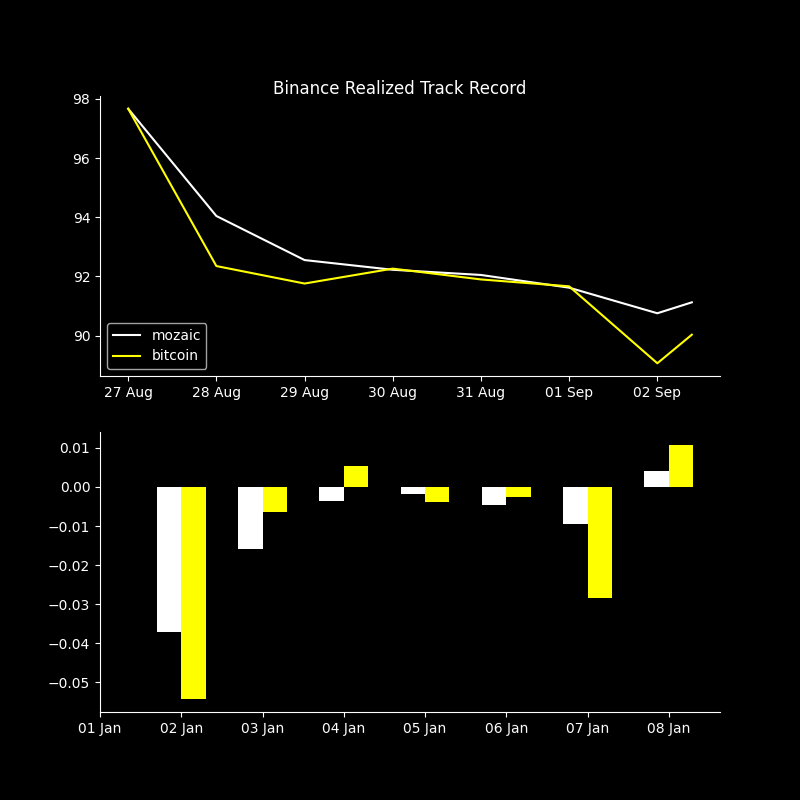 Binance Realized Track Record
98
96
94
92
90
mozaic
bitcoin
27 Aug 28 Aug 29 Aug 30 Aug 31 Aug 01 Sep 02 Sep
0.01
0.00
−0.01
−0.02
−0.03
−0.04
−0.05
01 Jan 02 Jan 03 Jan 04 Jan 05 Jan 06 Jan 07 Jan 08 Jan